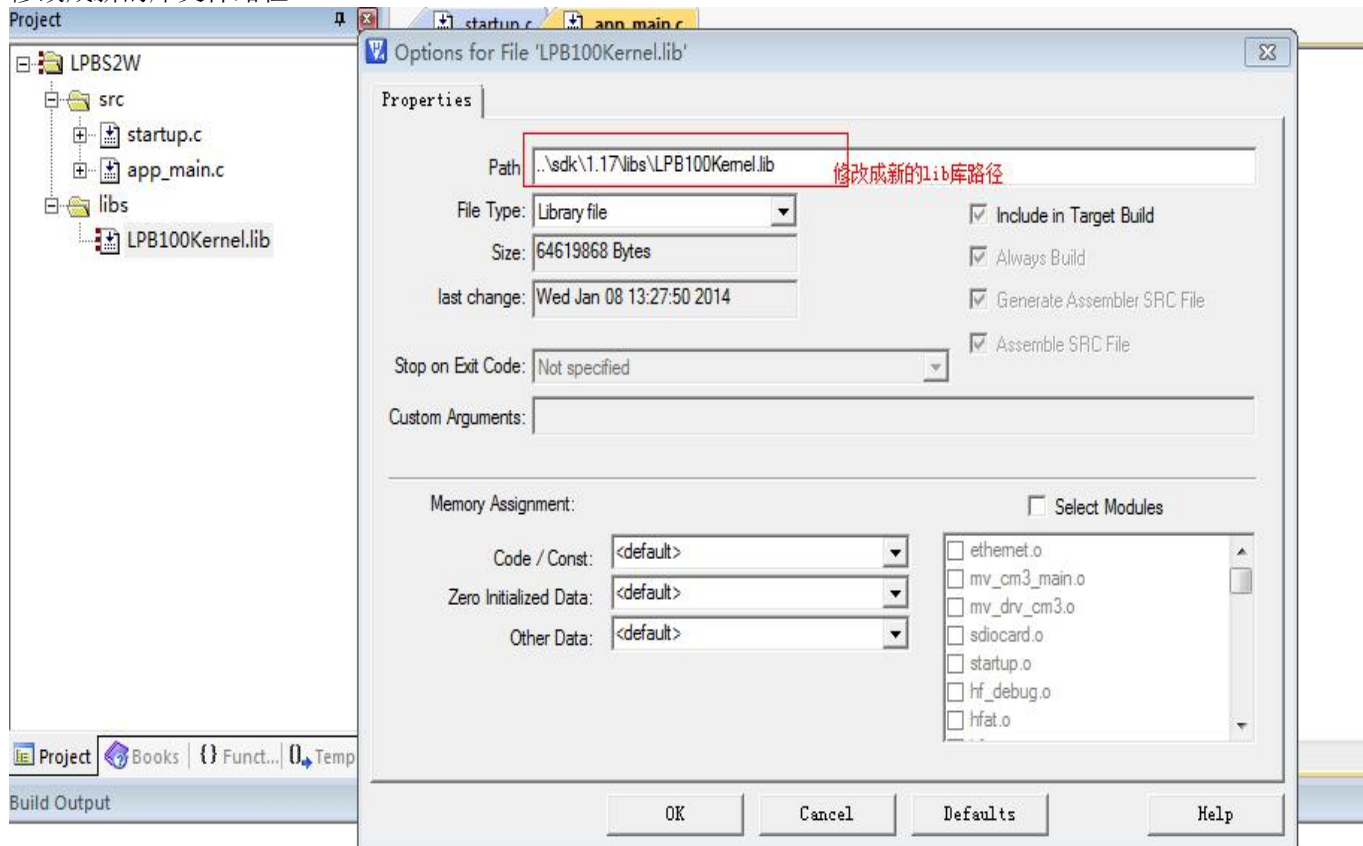 Project
startup.c
app_main.c
LPBS2W
src
startup.c
app_main.c
libs
LPB100Kernel.lib
Project
Books
{} Funct...
Temp
Build Output
Options for File 'LPB100Kernel.lib'
Properties
Path
..\sdk\1.17\libs\LPB100Kernel.lib
修改成新的lib库路径
File Type: Library file
Include in Target Build
Size: 64619868 Bytes
Always Build
last change: Wed Jan 08 13:27:50 2014
Generate Assembler SRC File
Assemble SRC File
Stop on Exit Code: Not specified
Custom Arguments:
Memory Assignment:
Select Modules
Code / Const: <default>
Zero Initialized Data: <default>
Other Data: <default>
ethernet.o
mv_cm3_main.o
mv_drv_cm3.o
sdiocard.o
startup.o
hf_debug.o
hfat.o
OK
Cancel
Defaults
Help